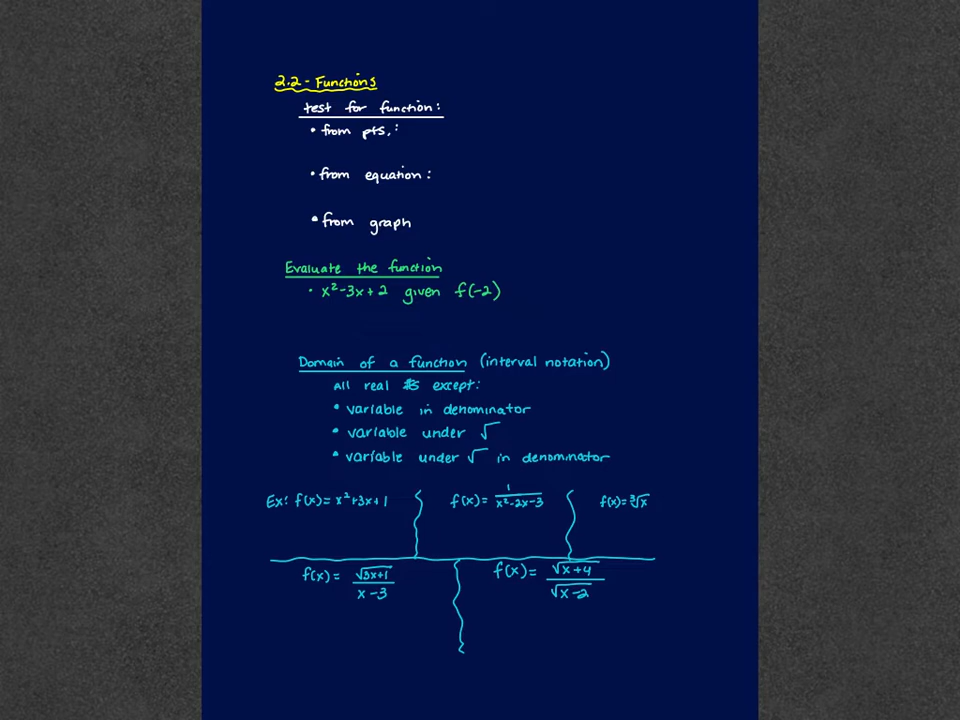 2.2 - Functions
test for function:
• from pts.:
• from equation:
• from graph
Evaluate the function
• x²-3x+2 given f(-2)
Domain of a function (interval notation)
All real #s except:
• variable in denominator
• variable under √
• variable under √ in denominator
Ex: f(x)= x²+3x+1
f(x)= 1/(x²-2x-3)
f(x)= ∛x
f(x)= √(3x+1)/(x-3)
f(x)= √(x+4)/√(x-2)